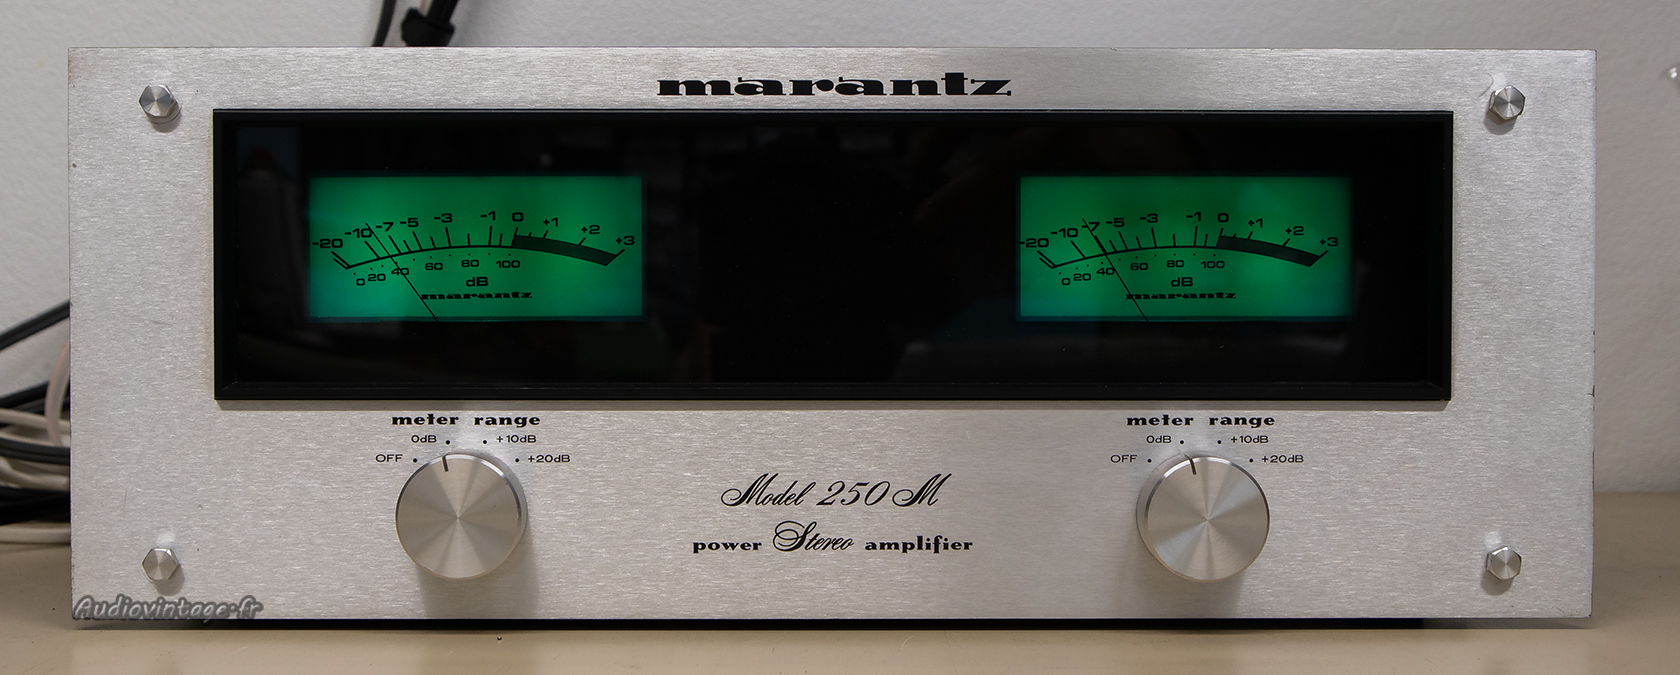 marantz
-20 -10 -7 -5 -3 -1 0 +1 +2 +3
0 20 40 60 80 100
dB
marantz
-20 -10 -7 -5 -3 -1 0 +1 +2 +3
0 20 40 60 80 100
dB
marantz
meter range
0dB +10dB
OFF +20dB
meter range
0dB +10dB
OFF +20dB
Model 250 M
power Stereo amplifier
Audiovintage.fr